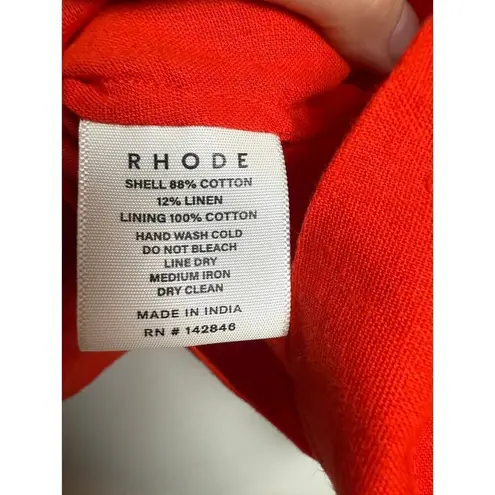 RHODE
SHELL 88% COTTON
12% LINEN
LINING 100% COTTON
HAND WASH COLD
DO NOT BLEACH
LINE DRY
MEDIUM IRON
DRY CLEAN
MADE IN INDIA
RN # 142846